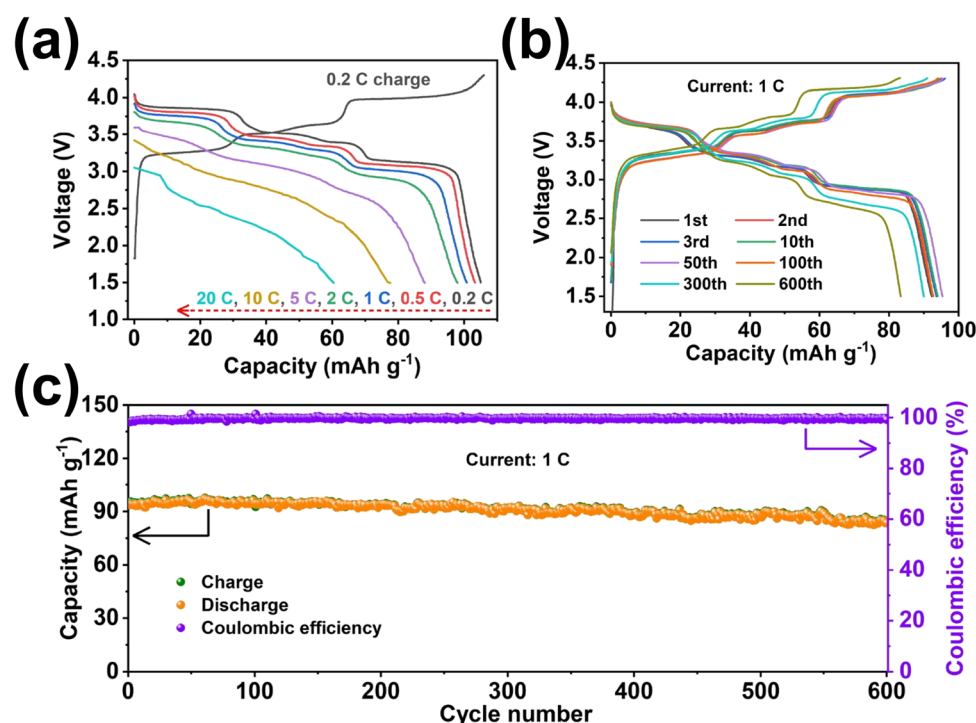 (a)
4.5
4.0
3.5
3.0
2.5
2.0
1.5
1.0
Voltage (V)
0.2 C charge
20 C, 10 C, 5 C, 2 C, 1 C, 0.5 C, 0.2 C
0 20 40 60 80 100
Capacity (mAh g⁻¹)
(b)
4.5
4.0
3.5
3.0
2.5
2.0
1.5
Voltage (V)
Current: 1 C
1st 2nd
3rd 10th
50th 100th
300th 600th
0 20 40 60 80 100
Capacity (mAh g⁻¹)
(c)
150
120
90
60
30
0
Capacity (mAh g⁻¹)
Current: 1 C
Charge
Discharge
Coulombic efficiency
100
80
60
40
20
0
Coulombic efficiency (%)
0 100 200 300 400 500 600
Cycle number